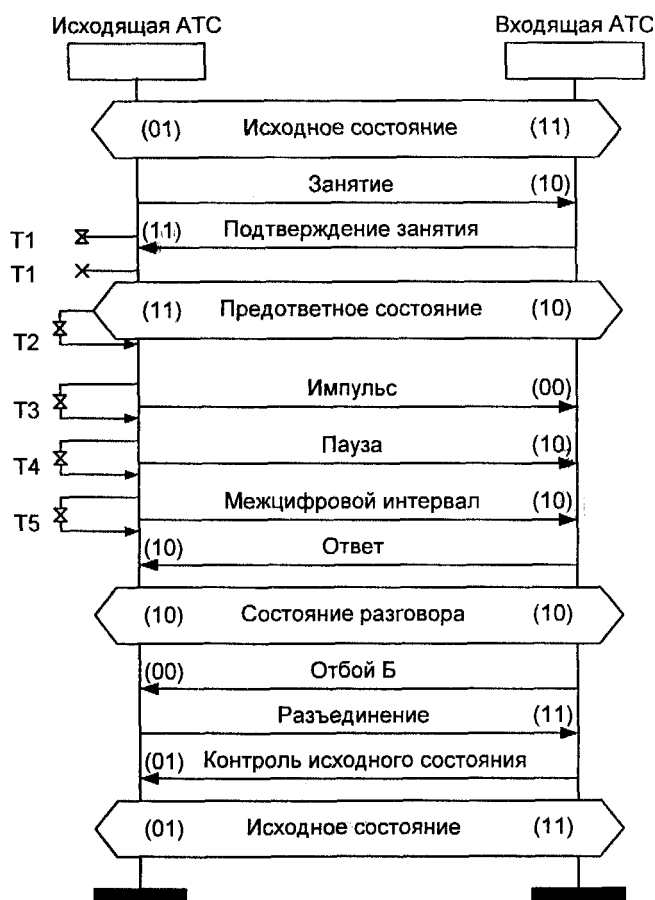 Исходящая АТС Входящая АТС
(01) Исходное состояние (11)
Занятие (10)
(11) Подтверждение занятия
T1
T1
(11) Предответное состояние (10)
T2
Импульс (00)
T3
Пауза (10)
T4
Межцифровой интервал (10)
T5
(10) Ответ
(10) Состояние разговора (10)
(00) Отбой Б
Разъединение (11)
(01) Контроль исходного состояния
(01) Исходное состояние (11)